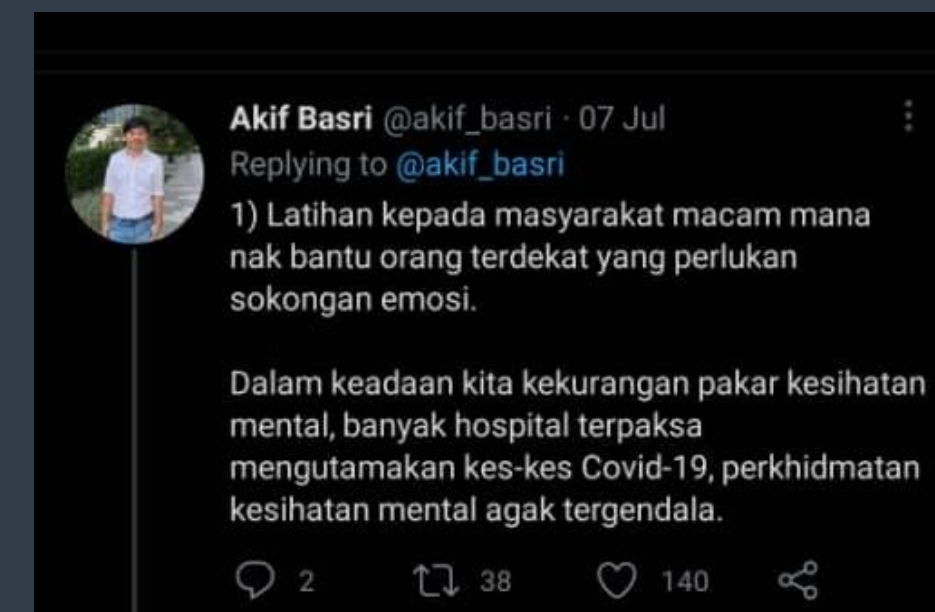 Akif Basri @akif_basri · 07 Jul
Replying to @akif_basri
1) Latihan kepada masyarakat macam mana
nak bantu orang terdekat yang perlukan
sokongan emosi.
Dalam keadaan kita kekurangan pakar kesihatan
mental, banyak hospital terpaksa
mengutamakan kes-kes Covid-19, perkhidmatan
kesihatan mental agak tergendala.
2 38 140